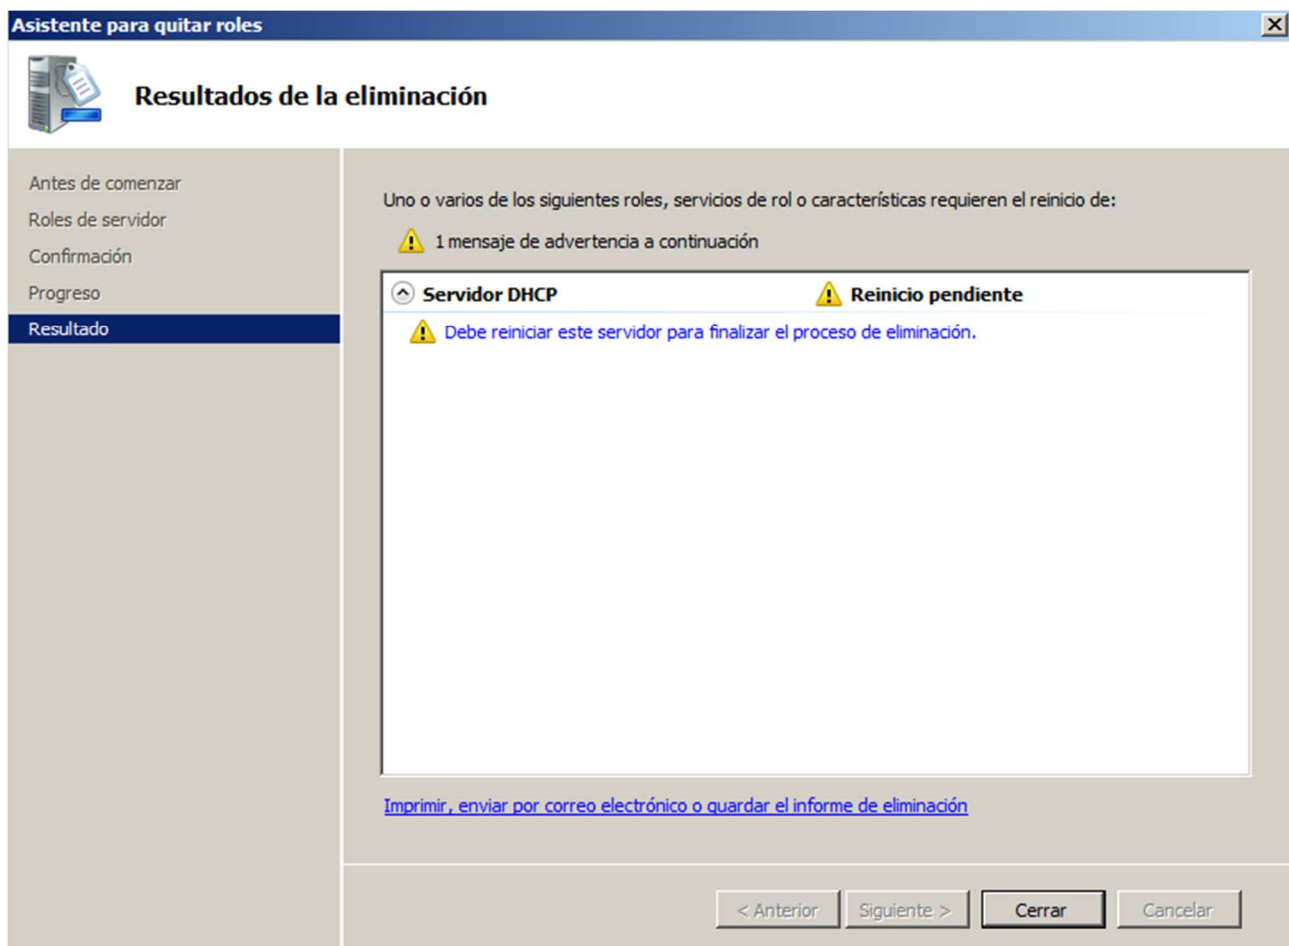 Asistente para quitar roles
Resultados de la eliminación
Antes de comenzar
Roles de servidor
Confirmación
Progreso
Resultado
Uno o varios de los siguientes roles, servicios de rol o características requieren el reinicio de:
1 mensaje de advertencia a continuación
Servidor DHCP Reinicio pendiente
Debe reiniciar este servidor para finalizar el proceso de eliminación.
Imprimir, enviar por correo electrónico o guardar el informe de eliminación
< Anterior Siguiente > Cerrar Cancelar